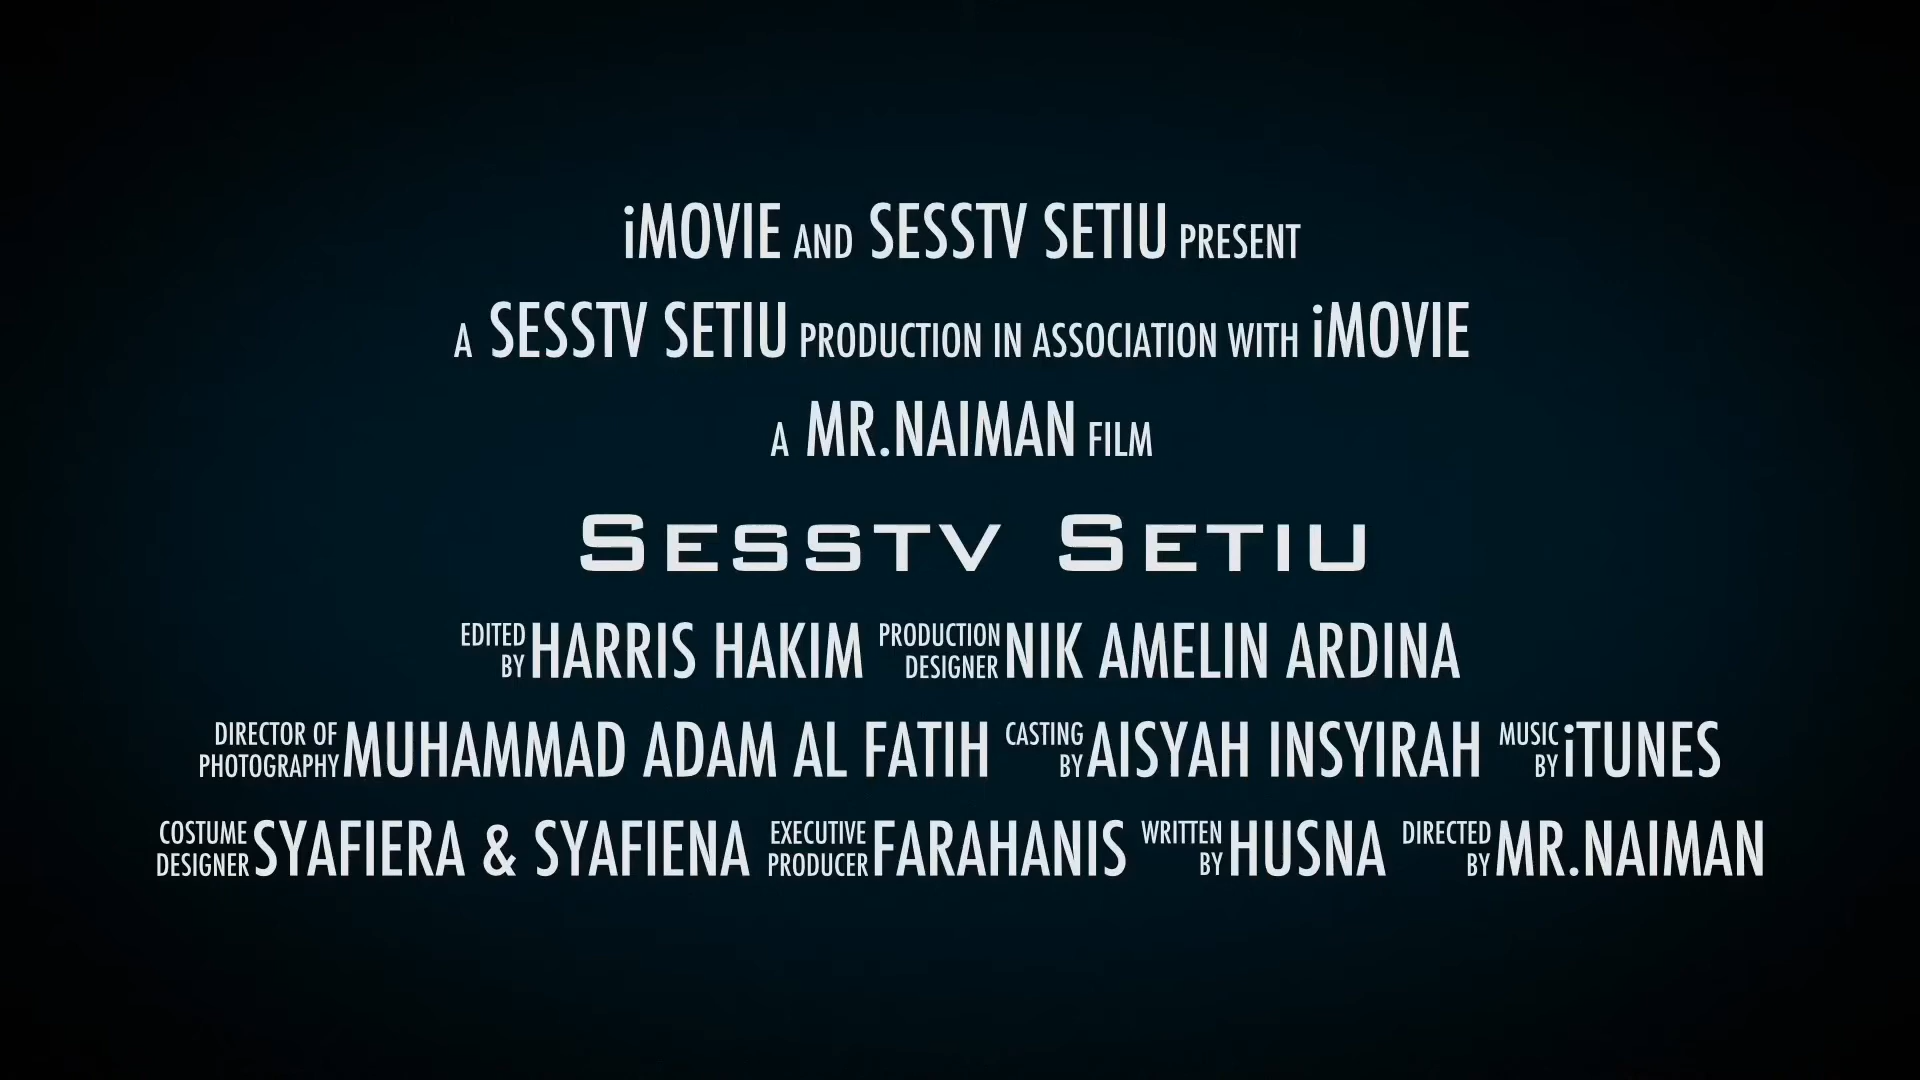 iMOVIE AND SESSTV SETIU PRESENT
A SESSTV SETIU PRODUCTION IN ASSOCIATION WITH iMOVIE
A MR.NAIMAN FILM
SESSTV SETIU
EDITED BY HARRIS HAKIM PRODUCTION DESIGNER NIK AMELIN ARDINA
DIRECTOR OF PHOTOGRAPHY MUHAMMAD ADAM AL FATIH CASTING BY AISYAH INSYIRAH MUSIC BY iTUNES
COSTUME DESIGNER SYAFIERA & SYAFIENA EXECUTIVE PRODUCER FARAHANIS WRITTEN BY HUSNA DIRECTED BY MR.NAIMAN